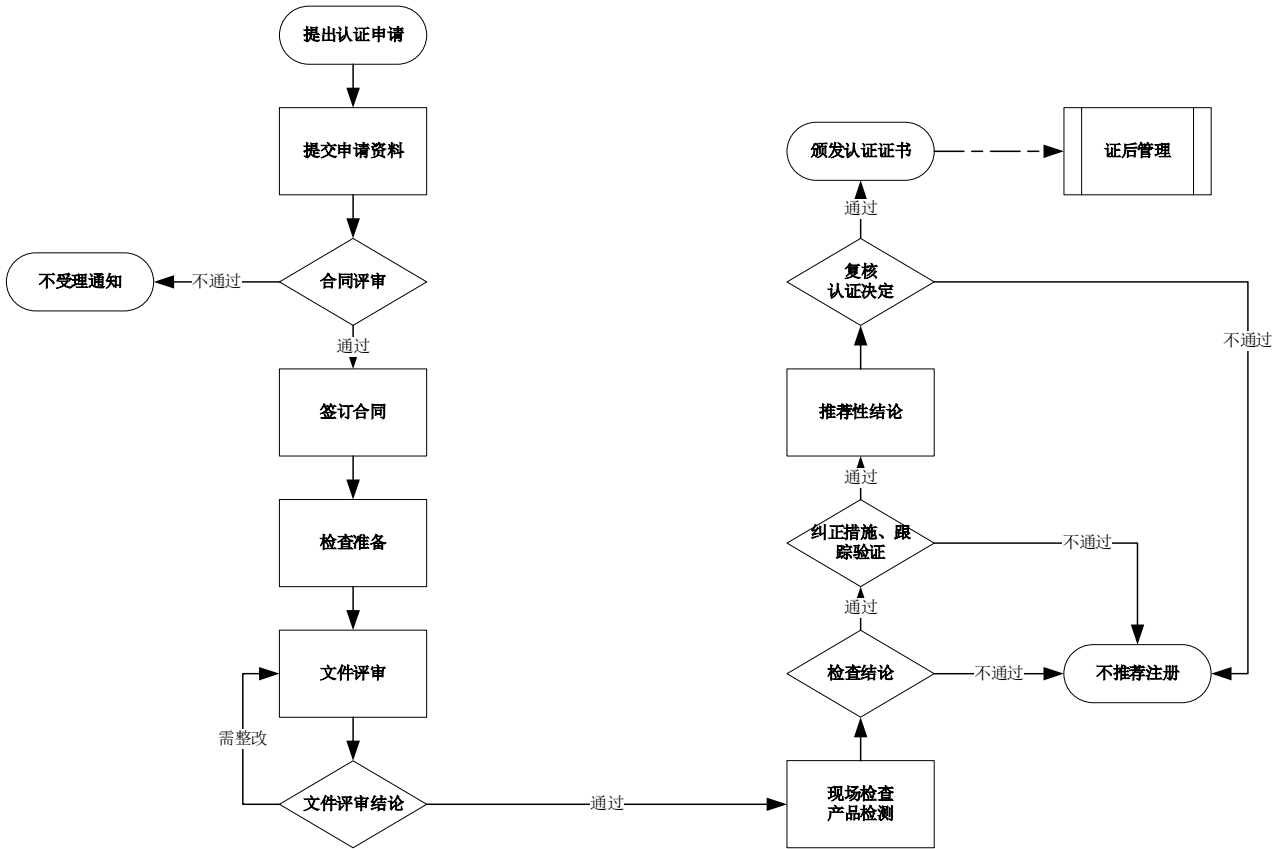 提出认证申请
提交申请资料
不受理通知
不通过
合同评审
通过
签订合同
检查准备
文件评审
需整改
文件评审结论
通过
颁发认证证书
证后管理
通过
复核
认证决定
不通过
推荐性结论
通过
纠正措施、跟
踪验证
不通过
通过
检查结论
不通过
不推荐注册
现场检查
产品检测